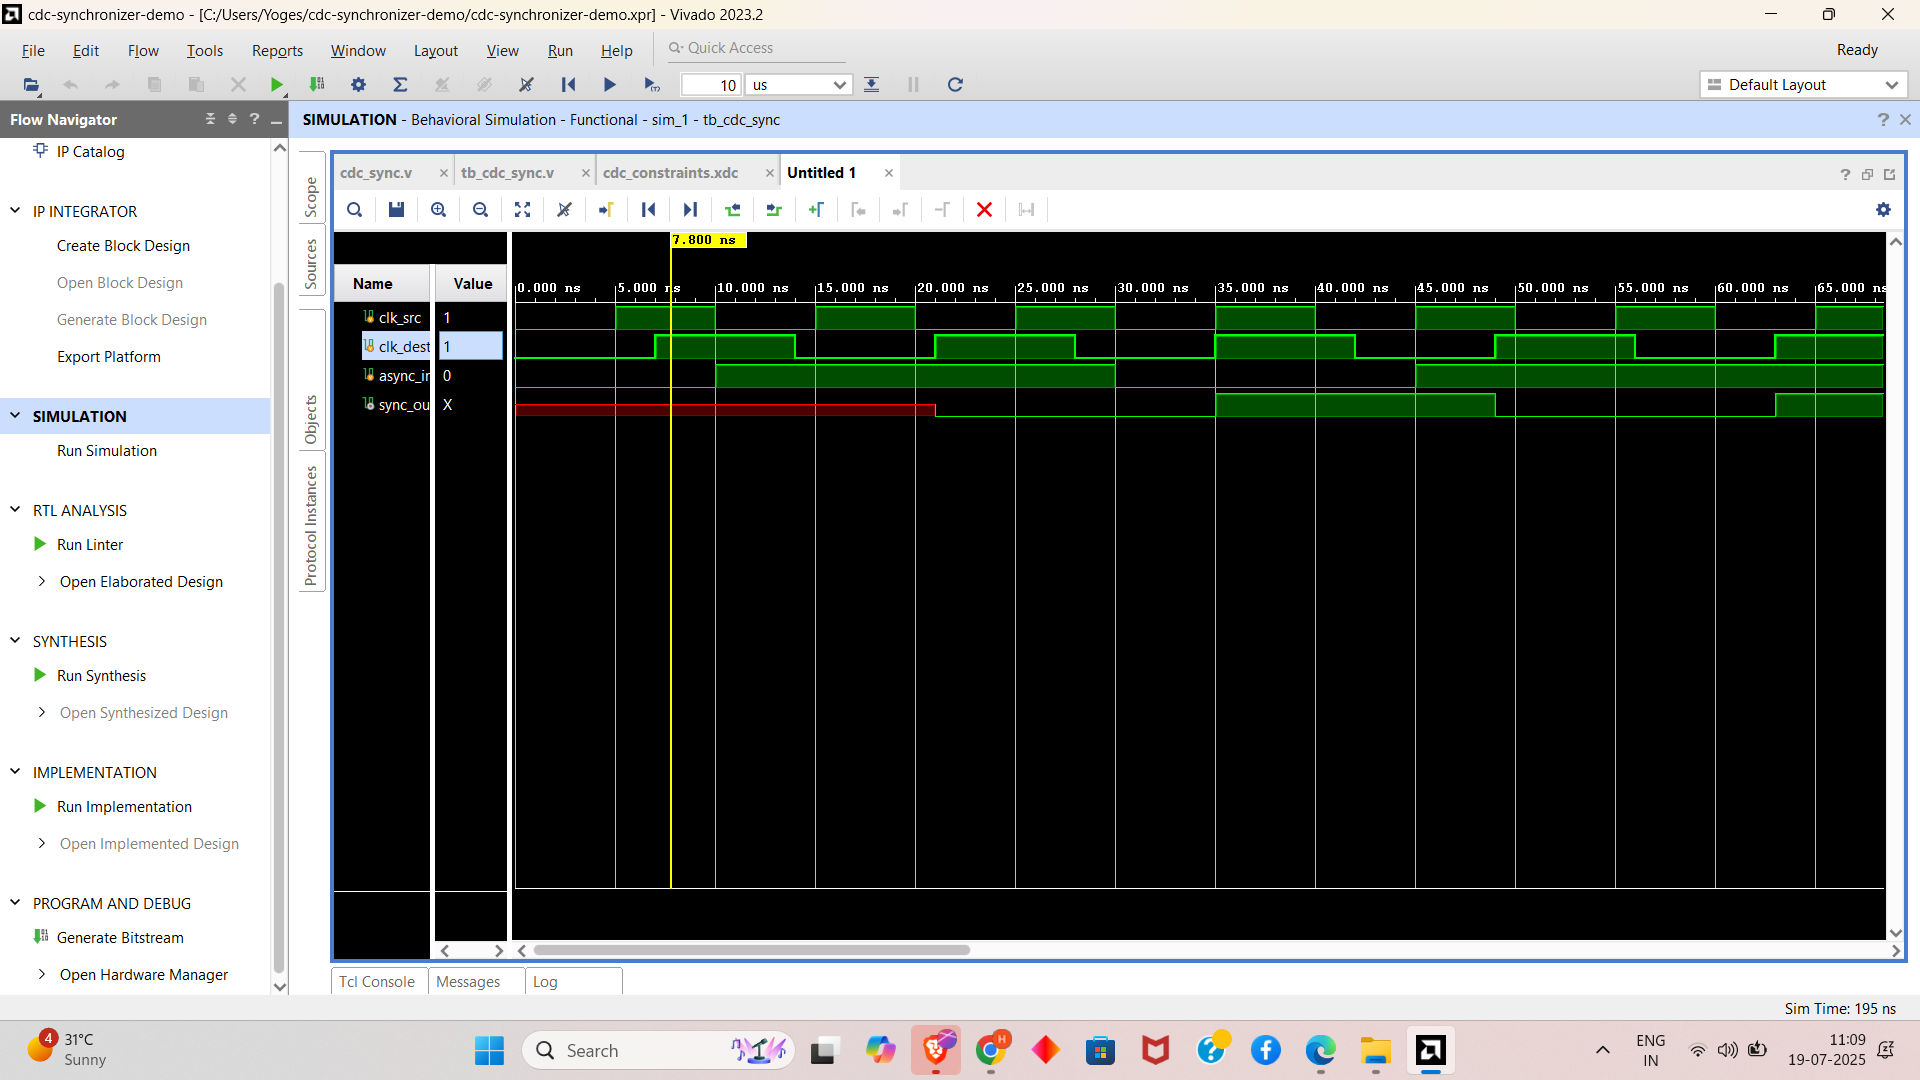 cdc-synchronizer-demo - [C:/Users/Yoges/cdc-synchronizer-demo/cdc-synchronizer-demo.xpr] - Vivado 2023.2
File Edit Flow Tools Reports Window Layout View Run Help Quick Access Ready
10 us Default Layout
Flow Navigator ?
SIMULATION - Behavioral Simulation - Functional - sim_1 - tb_cdc_sync ?
IP Catalog
IP INTEGRATOR
Create Block Design
Open Block Design
Generate Block Design
Export Platform
SIMULATION
Run Simulation
RTL ANALYSIS
Run Linter
Open Elaborated Design
SYNTHESIS
Run Synthesis
Open Synthesized Design
IMPLEMENTATION
Run Implementation
Open Implemented Design
PROGRAM AND DEBUG
Generate Bitstream
Open Hardware Manager
Scope
Sources
Objects
Protocol Instances
cdc_sync.v tb_cdc_sync.v cdc_constraints.xdc Untitled 1 ?
7.800 ns
Name Value
0.000 ns 5.000 ns 10.000 ns 15.000 ns 20.000 ns 25.000 ns 30.000 ns 35.000 ns 40.000 ns 45.000 ns 50.000 ns 55.000 ns 60.000 ns 65.000 ns
clk_src 1
clk_dest 1
async_in 0
sync_ou X
Tcl Console Messages Log
Sim Time: 195 ns
4
31°C
Sunny
Search
H
ENG
IN
11:09
19-07-2025